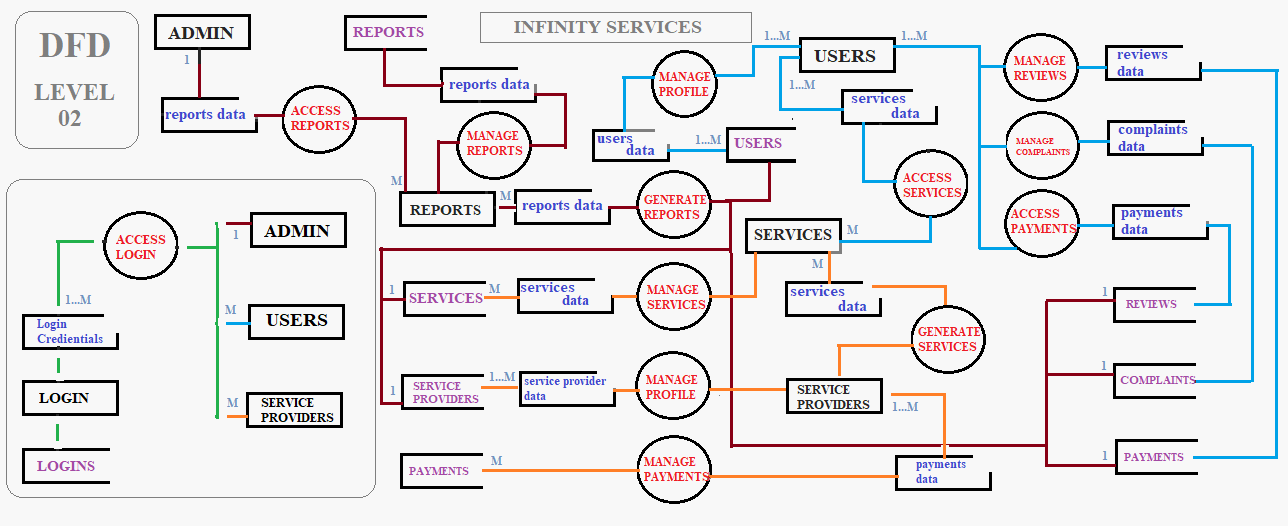 DFD
LEVEL
02
INFINITY SERVICES
ADMIN
1
reports data
ACCESS
REPORTS
REPORTS
reports data
MANAGE
REPORTS
M
REPORTS
M
reports data
GENERATE
REPORTS
MANAGE
PROFILE
users
data
1...M
USERS
1...M
USERS
1...M
1...M
services
data
ACCESS
SERVICES
M
SERVICES
M
services
data
GENERATE
SERVICES
MANAGE
REVIEWS
reviews
data
MANAGE
COMPLAINTS
complaints
data
ACCESS
PAYMENTS
payments
data
ACCESS
LOGIN
1
ADMIN
M
USERS
M
SERVICE
PROVIDERS
1...M
Login
Credentials
LOGIN
LOGINS
1
SERVICES
M
services
data
MANAGE
SERVICES
1
SERVICE
PROVIDERS
1...M
service provider
data
MANAGE
PROFILE
SERVICE
PROVIDERS
1...M
PAYMENTS
M
MANAGE
PAYMENTS
payments
data
1
REVIEWS
1
COMPLAINTS
1
PAYMENTS